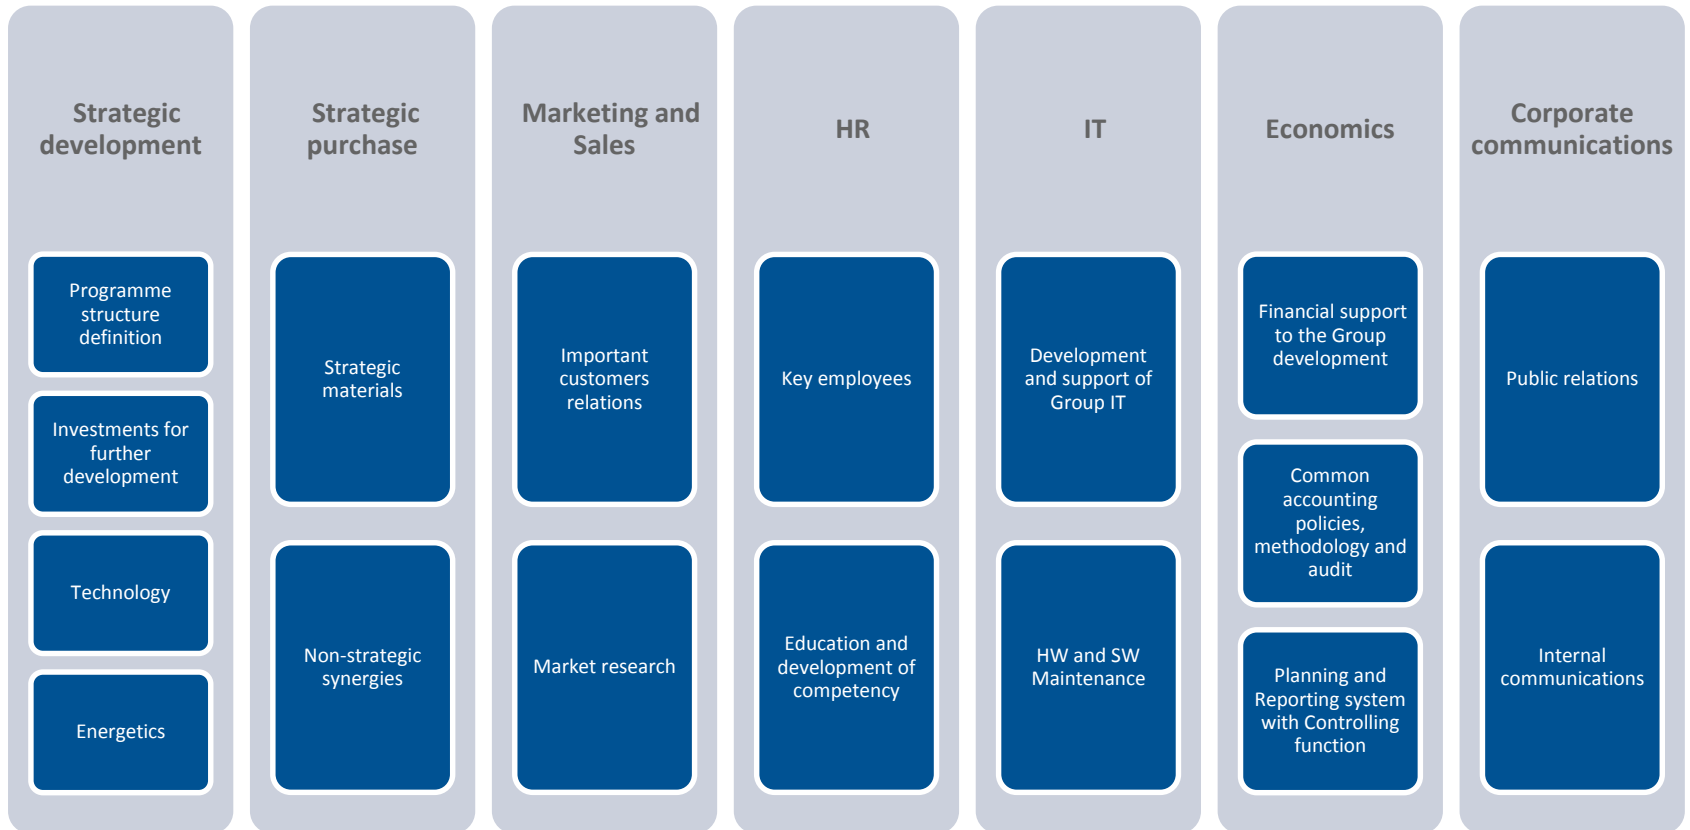 Strategic
development
Programme
structure
definition
Investments for
further
development
Technology
Energetics
Strategic
purchase
Strategic
materials
Non-strategic
synergies
Marketing and
Sales
Important
customers
relations
Market research
HR
Key employees
Education and
development of
competency
IT
Development
and support of
Group IT
HW and SW
Maintenance
Economics
Financial support
to the Group
development
Common
accounting
policies,
methodology and
audit
Planning and
Reporting system
with Controlling
function
Corporate
communications
Public relations
Internal
communications